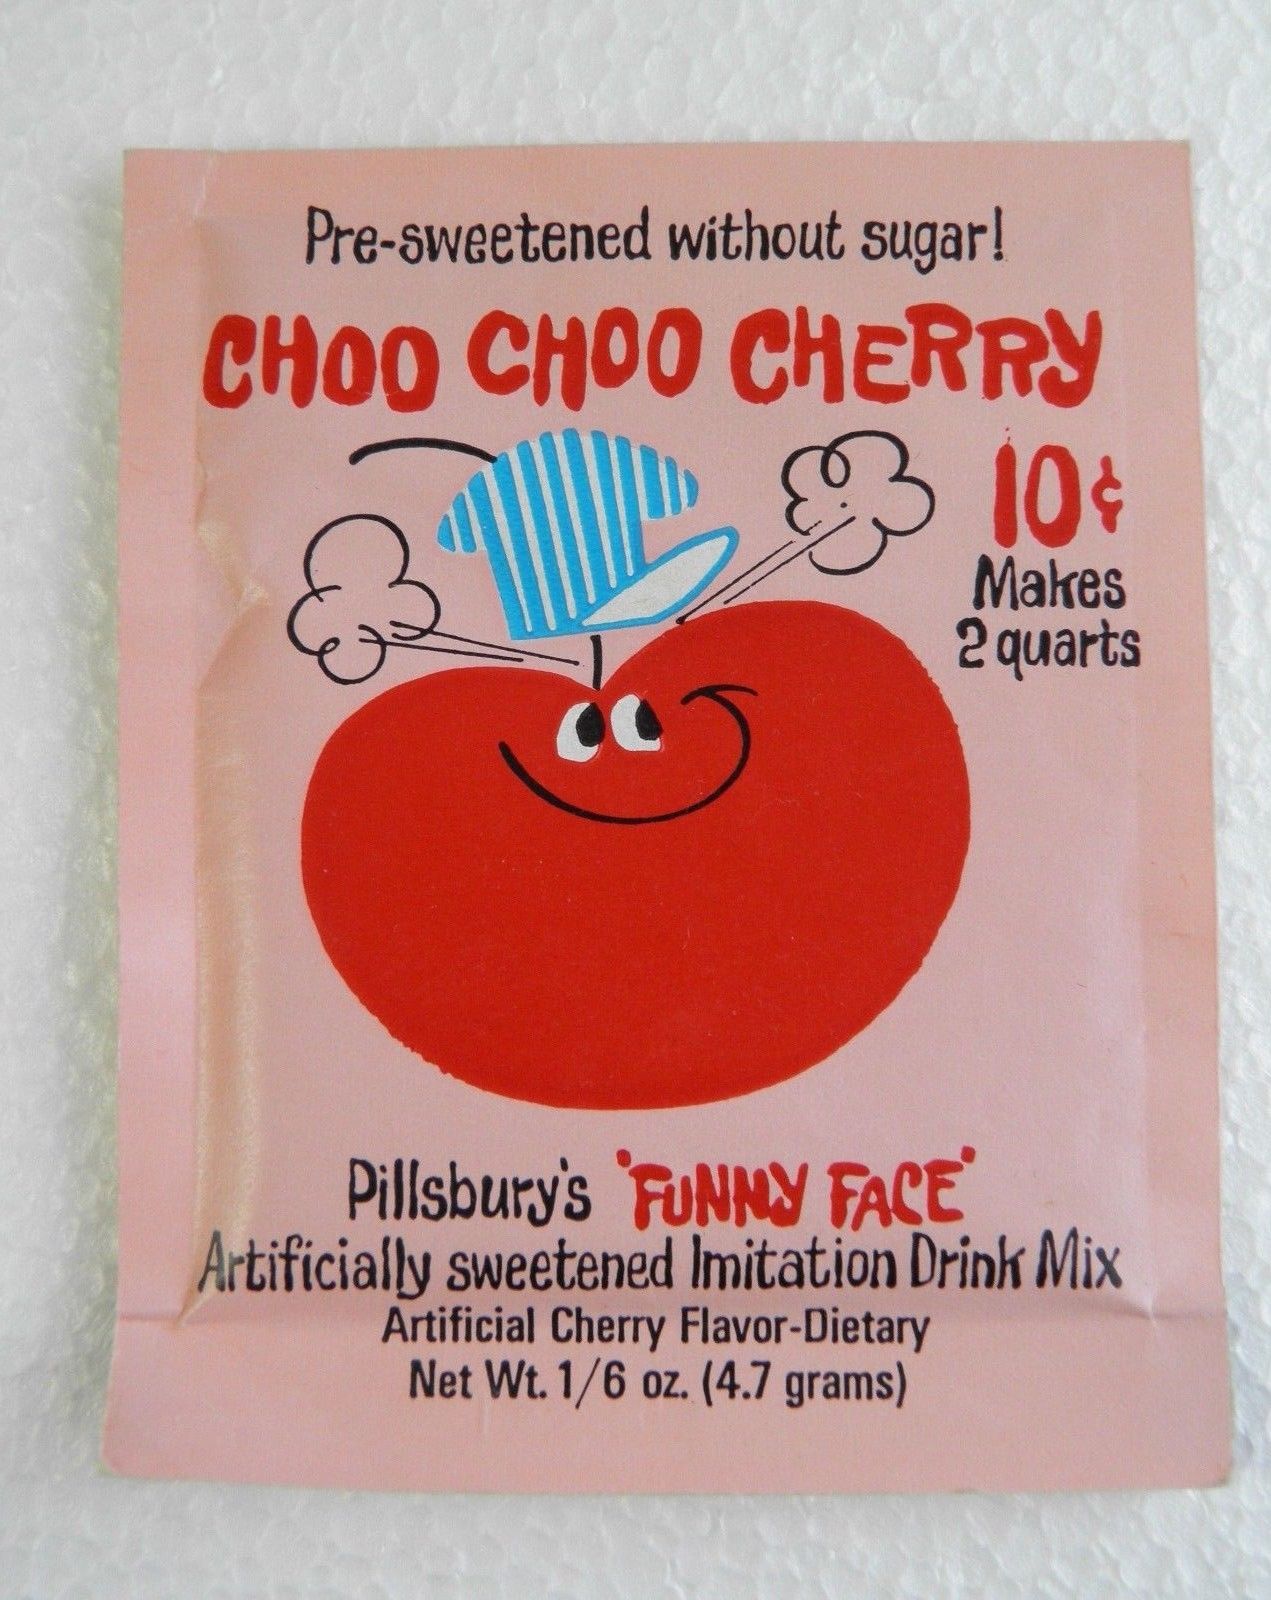 Pre-sweetened without sugar!
CHOO CHOO CHERRY
10¢
Makes
2 quarts
Pillsbury's 'FUNNY FACE'
Artificially sweetened Imitation Drink Mix
Artificial Cherry Flavor-Dietary
Net Wt. 1/6 oz. (4.7 grams)